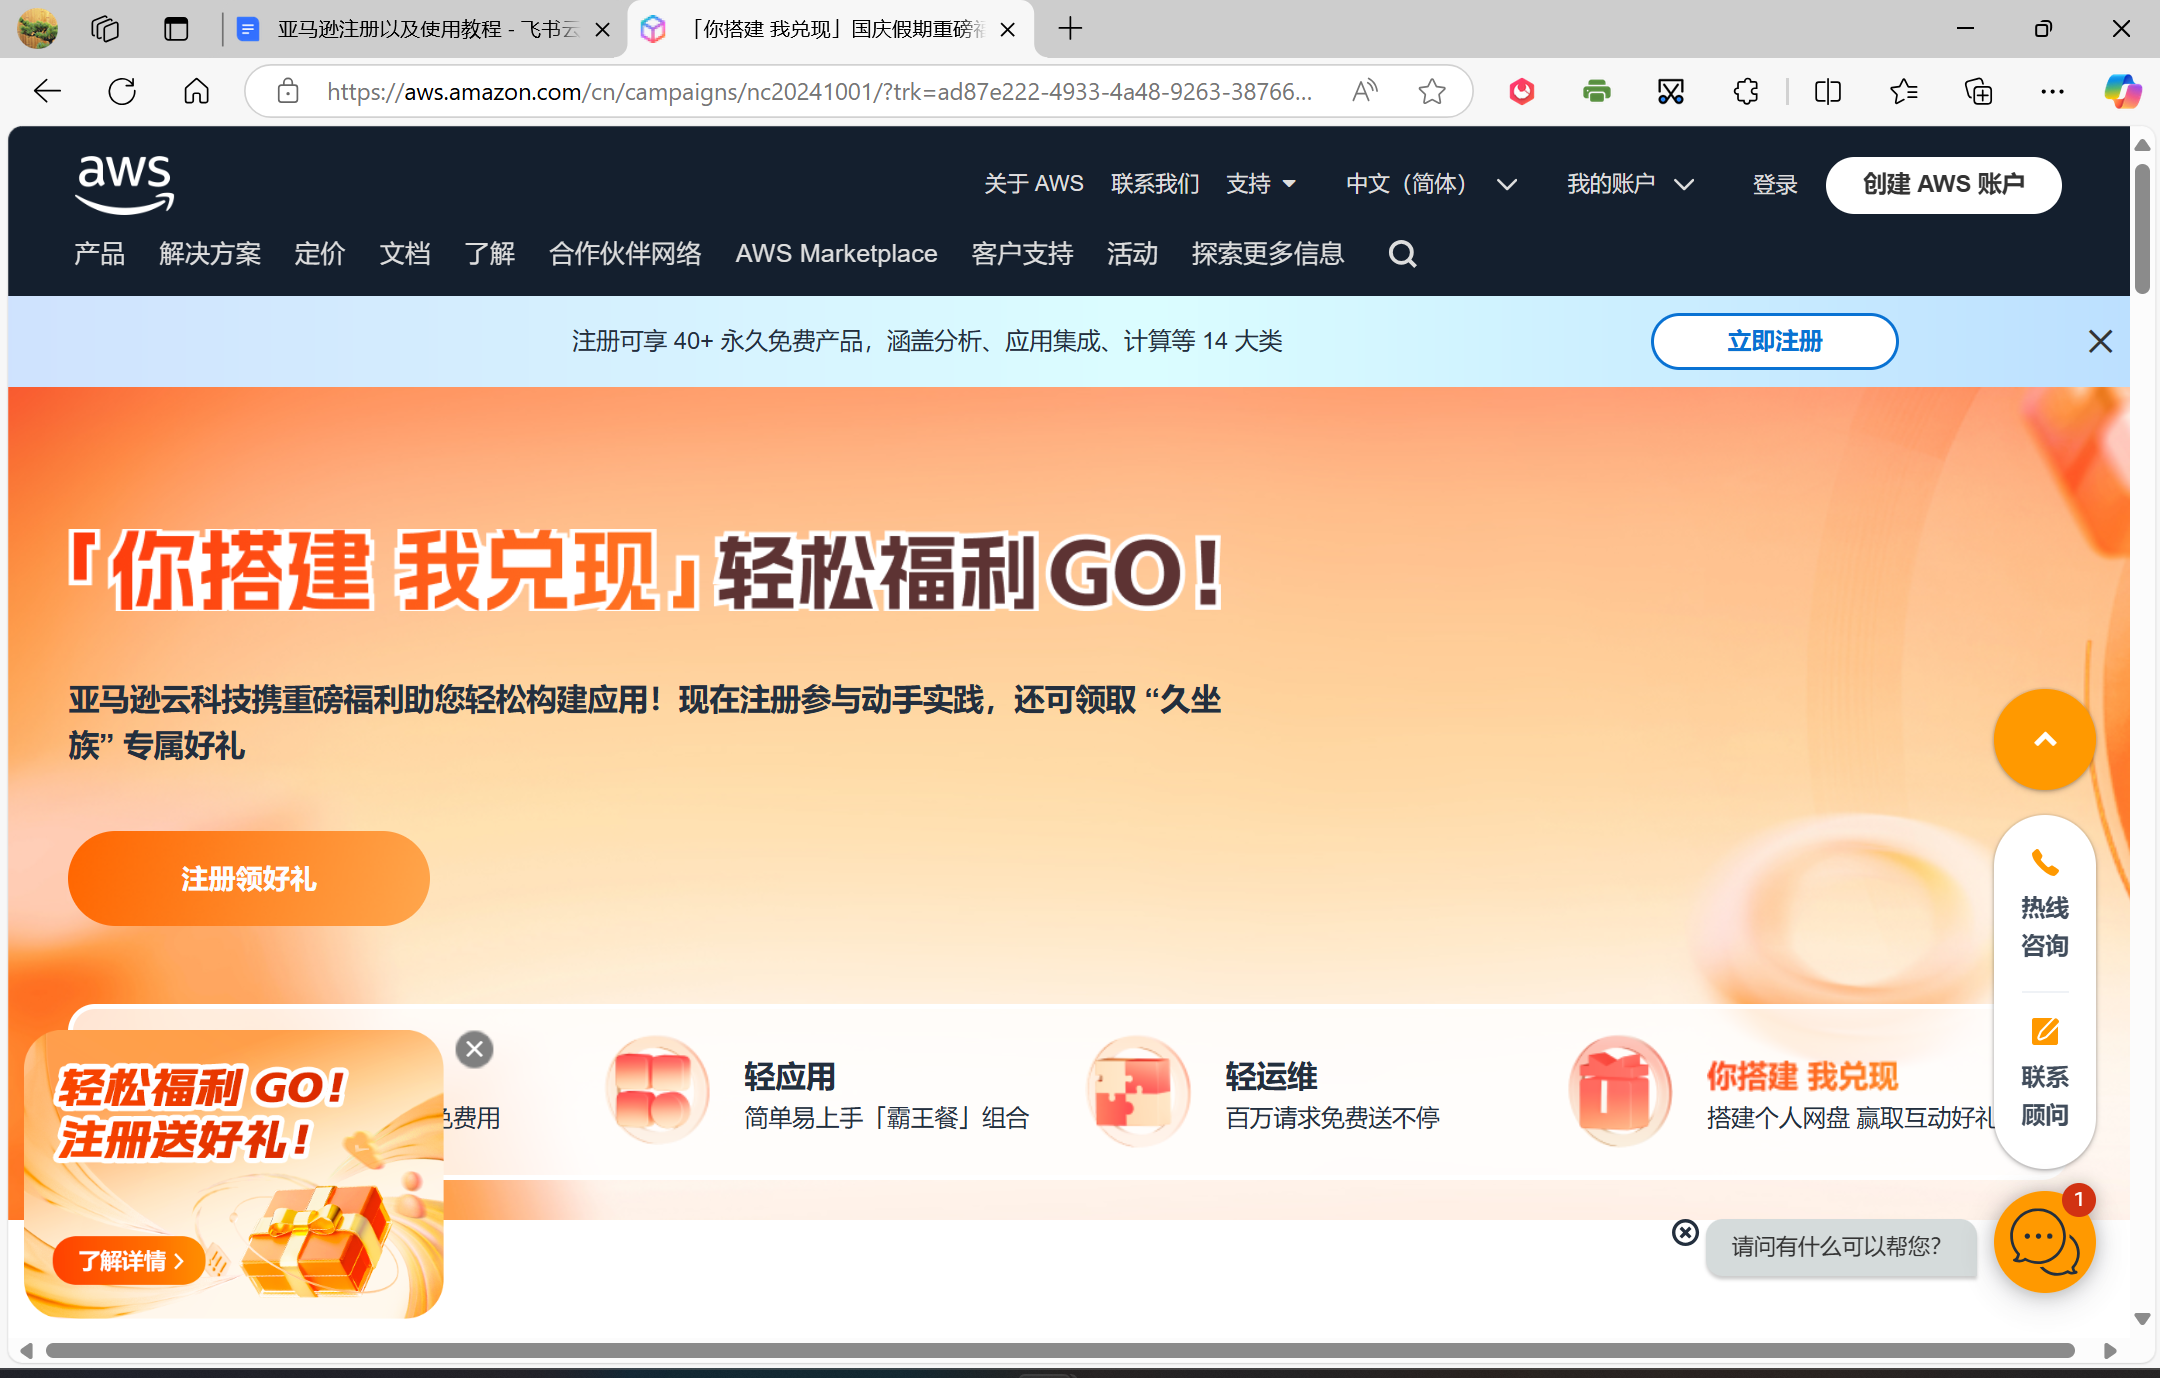 亚马逊注册以及使用教程 - 飞书云
「你搭建 我兑现」国庆假期重磅福
https://aws.amazon.com/cn/campaigns/nc20241001/?trk=ad87e222-4933-4a48-9263-38766...
aws
关于 AWS 联系我们 支持 中文（简体） 我的账户 登录 创建 AWS 账户
产品 解决方案 定价 文档 了解 合作伙伴网络 AWS Marketplace 客户支持 活动 探索更多信息
注册可享 40+ 永久免费产品，涵盖分析、应用集成、计算等 14 大类 立即注册
「你搭建 我兑现」轻松福利GO！
亚马逊云科技携重磅福利助您轻松构建应用！现在注册参与动手实践，还可领取 “久坐
族” 专属好礼
注册领好礼
热线
咨询
联系
顾问
轻松福利 GO！
注册送好礼！
了解详情 >
免费用
轻应用
简单易上手「霸王餐」组合
轻运维
百万请求免费送不停
你搭建 我兑现
搭建个人网盘 赢取互动好礼
请问有什么可以帮您？
1